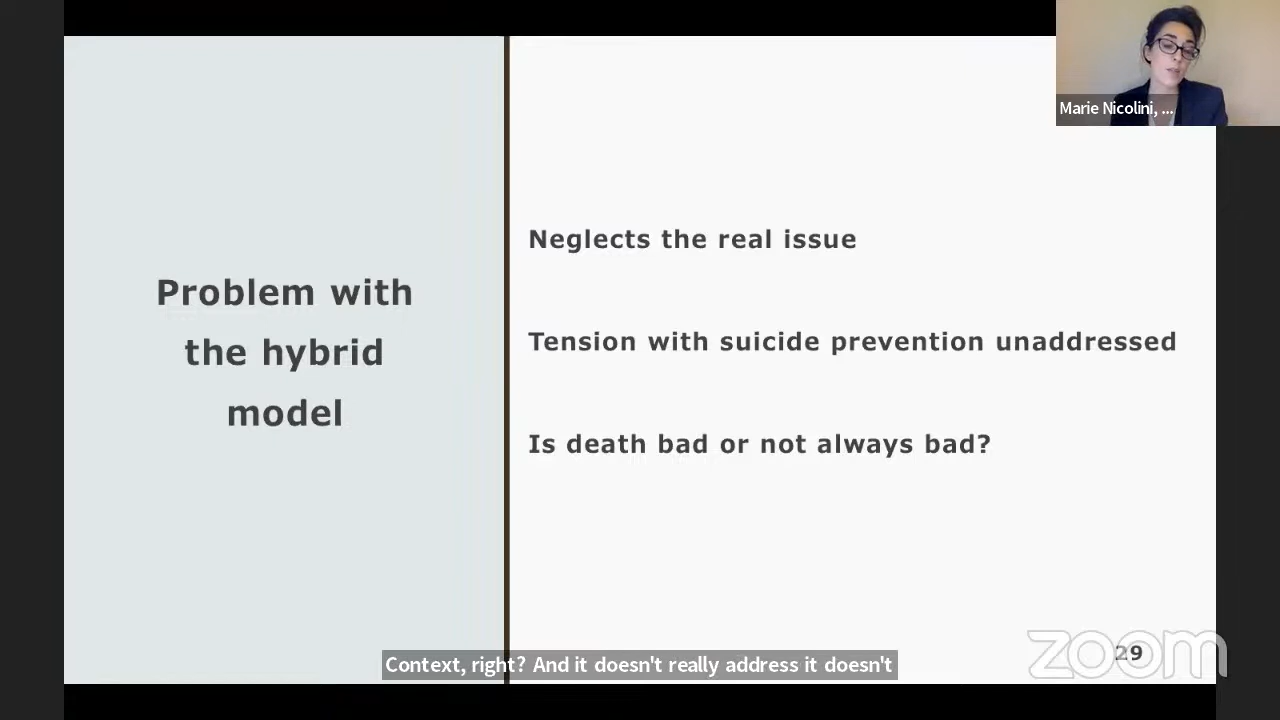 Marie Nicolini, ...
Problem with
the hybrid
model
Neglects the real issue
Tension with suicide prevention unaddressed
Is death bad or not always bad?
Context, right? And it doesn't really address it doesn't
zoom
29